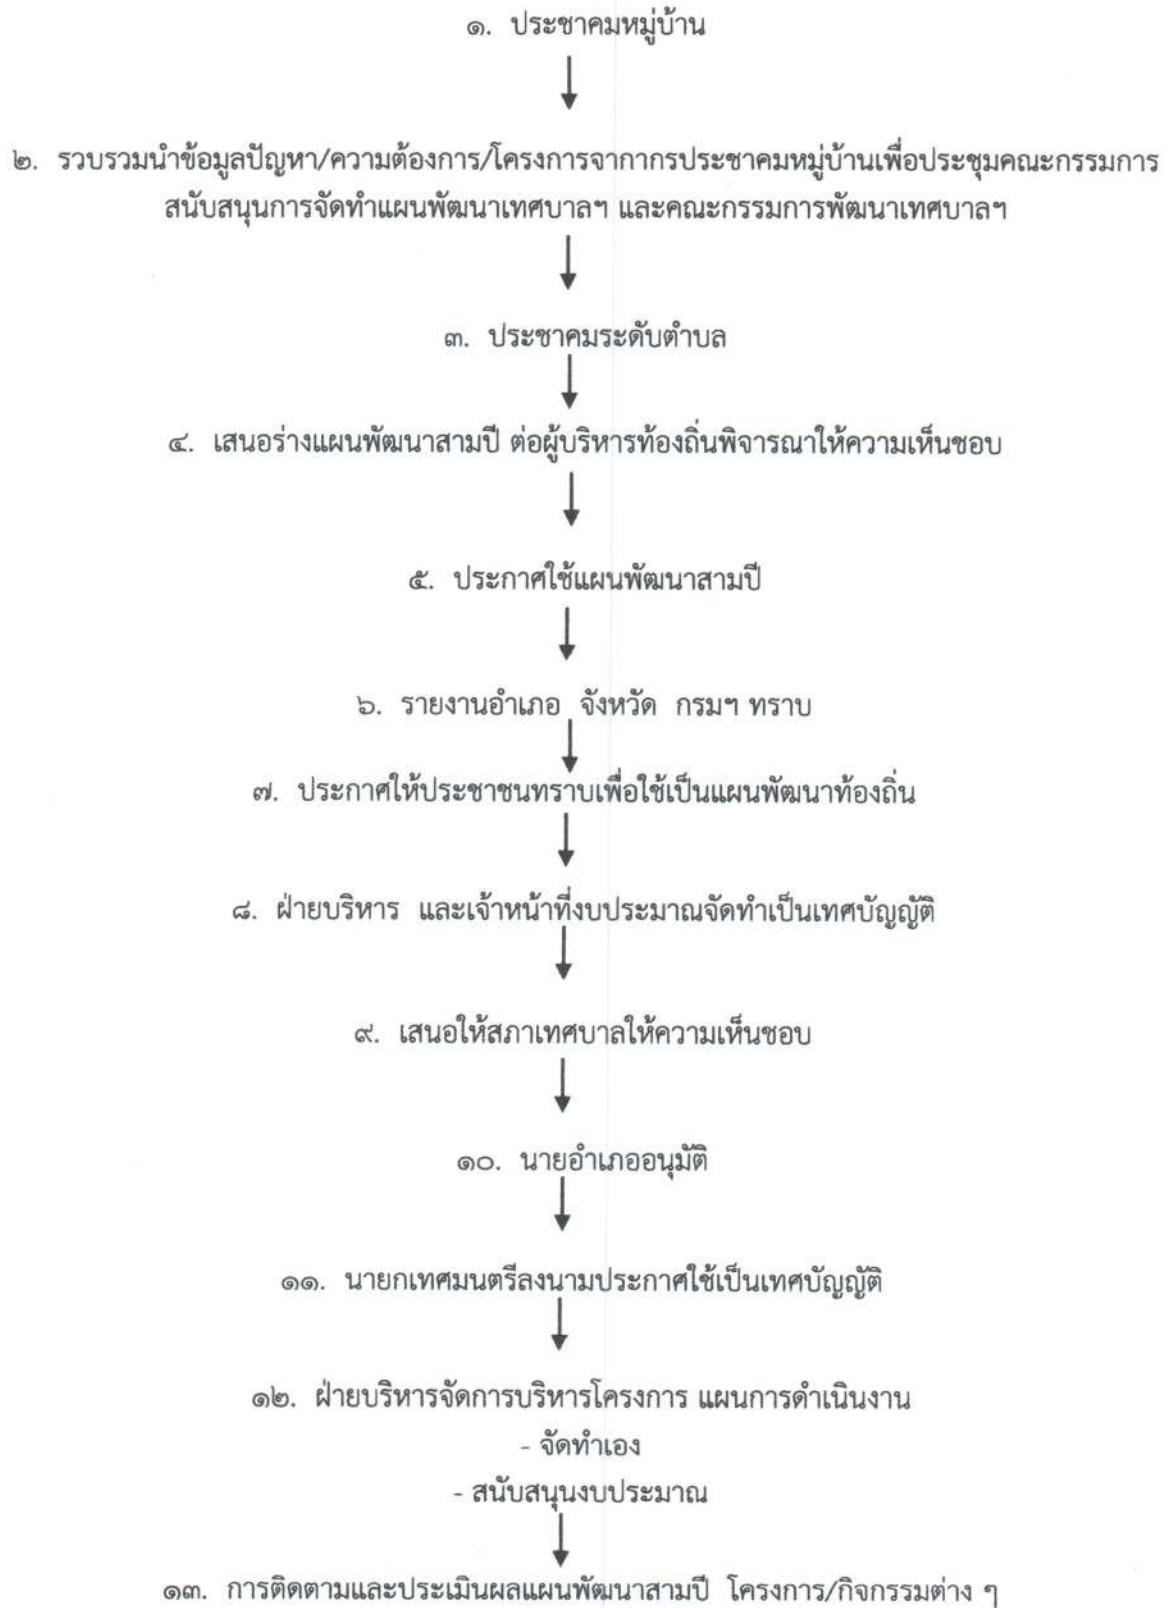 ๑. ประชาคมหมู่บ้าน
๒. รวบรวมนำข้อมูลปัญหา/ความต้องการ/โครงการจากการประชาคมหมู่บ้านเพื่อประชุมคณะกรรมการ
สนับสนุนการจัดทำแผนพัฒนาเทศบาลฯ และคณะกรรมการพัฒนาเทศบาลฯ
๓. ประชาคมระดับตำบล
๔. เสนอร่างแผนพัฒนาสามปี ต่อผู้บริหารท้องถิ่นพิจารณาให้ความเห็นชอบ
๕. ประกาศใช้แผนพัฒนาสามปี
๖. รายงานอำเภอ จังหวัด กรมฯ ทราบ
๗. ประกาศให้ประชาชนทราบเพื่อใช้เป็นแผนพัฒนาท้องถิ่น
๘. ฝ่ายบริหาร และเจ้าหน้าที่งบประมาณจัดทำเป็นเทศบัญญัติ
๙. เสนอให้สภาเทศบาลให้ความเห็นชอบ
๑๐. นายอำเภออนุมัติ
๑๑. นายกเทศมนตรีลงนามประกาศใช้เป็นเทศบัญญัติ
๑๒. ฝ่ายบริหารจัดการบริหารโครงการ แผนการดำเนินงาน
- จัดทำเอง
- สนับสนุนงบประมาณ
๑๓. การติดตามและประเมินผลแผนพัฒนาสามปี โครงการ/กิจกรรมต่าง ๆ